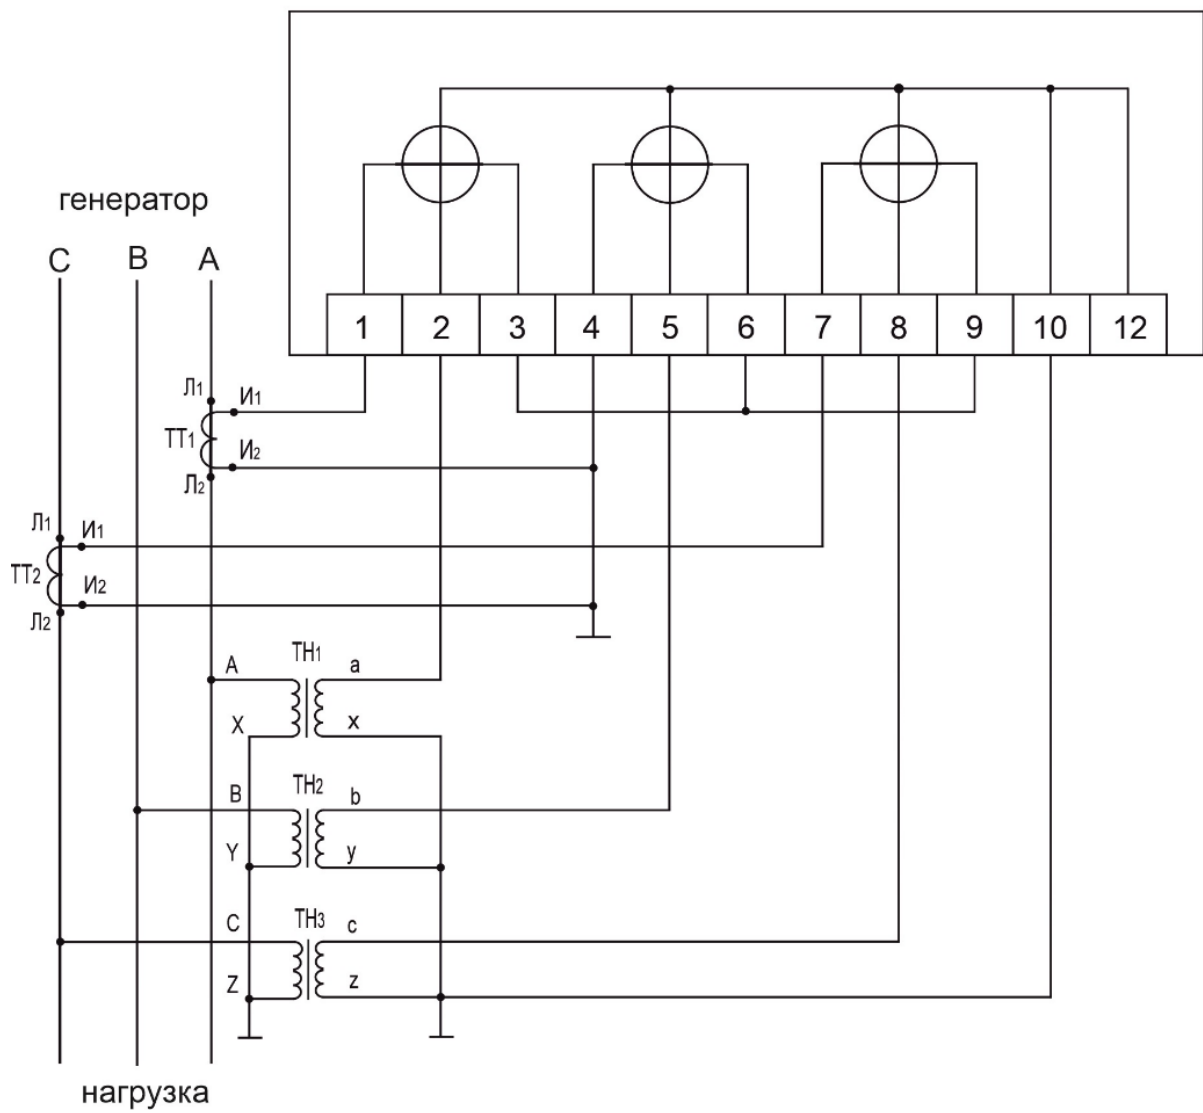 генератор
C B A
1 2 3 4 5 6 7 8 9 10 12
Л1 И1
ТТ1
И2
Л2
Л1 И1
ТТ2
И2
Л2
ТН1
A a
X x
ТН2
B b
Y y
ТН3
C c
Z z
нагрузка